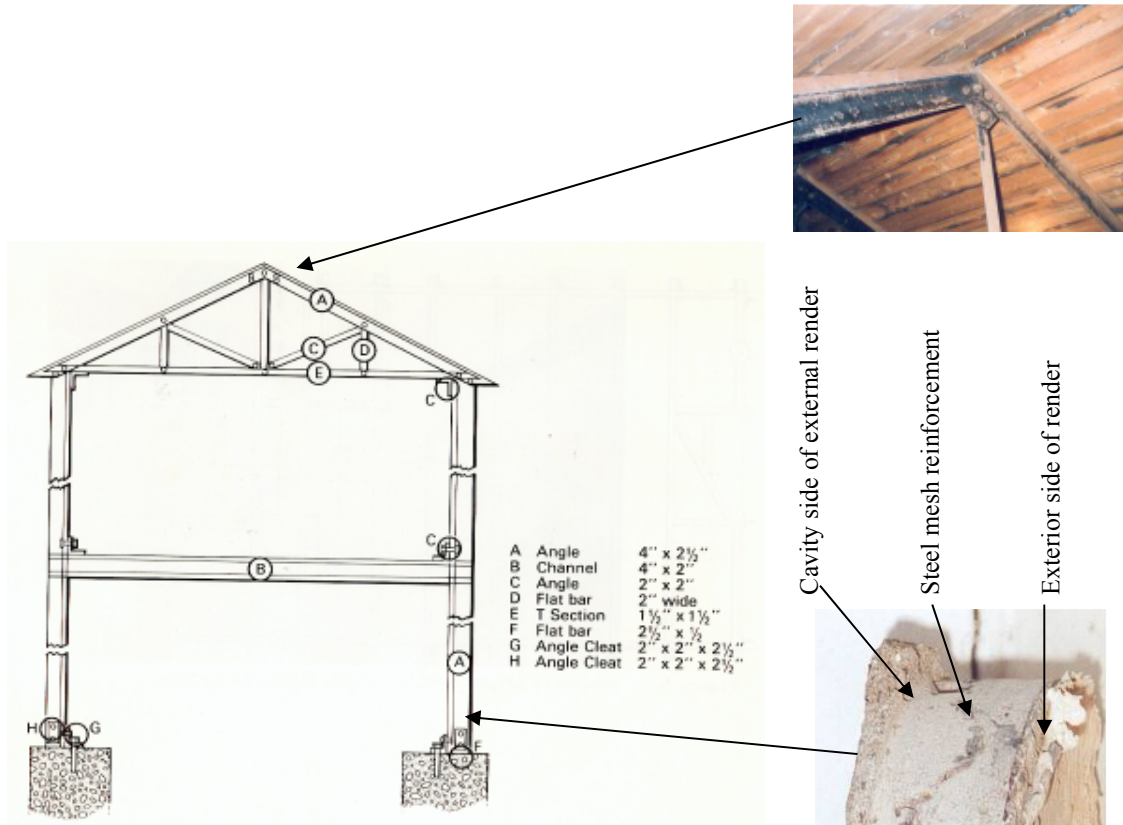 A
C
D
E
C
C
B
A
H
G
F
A Angle 4" x 2½"
B Channel 4" x 2"
C Angle 2" x 2"
D Flat bar 2" wide
E T Section 1½" x 1½"
F Flat bar 2½" x ½
G Angle Cleat 2" x 2" x 2½"
H Angle Cleat 2" x 2" x 2½"
Cavity side of external render
Steel mesh reinforcement
Exterior side of render